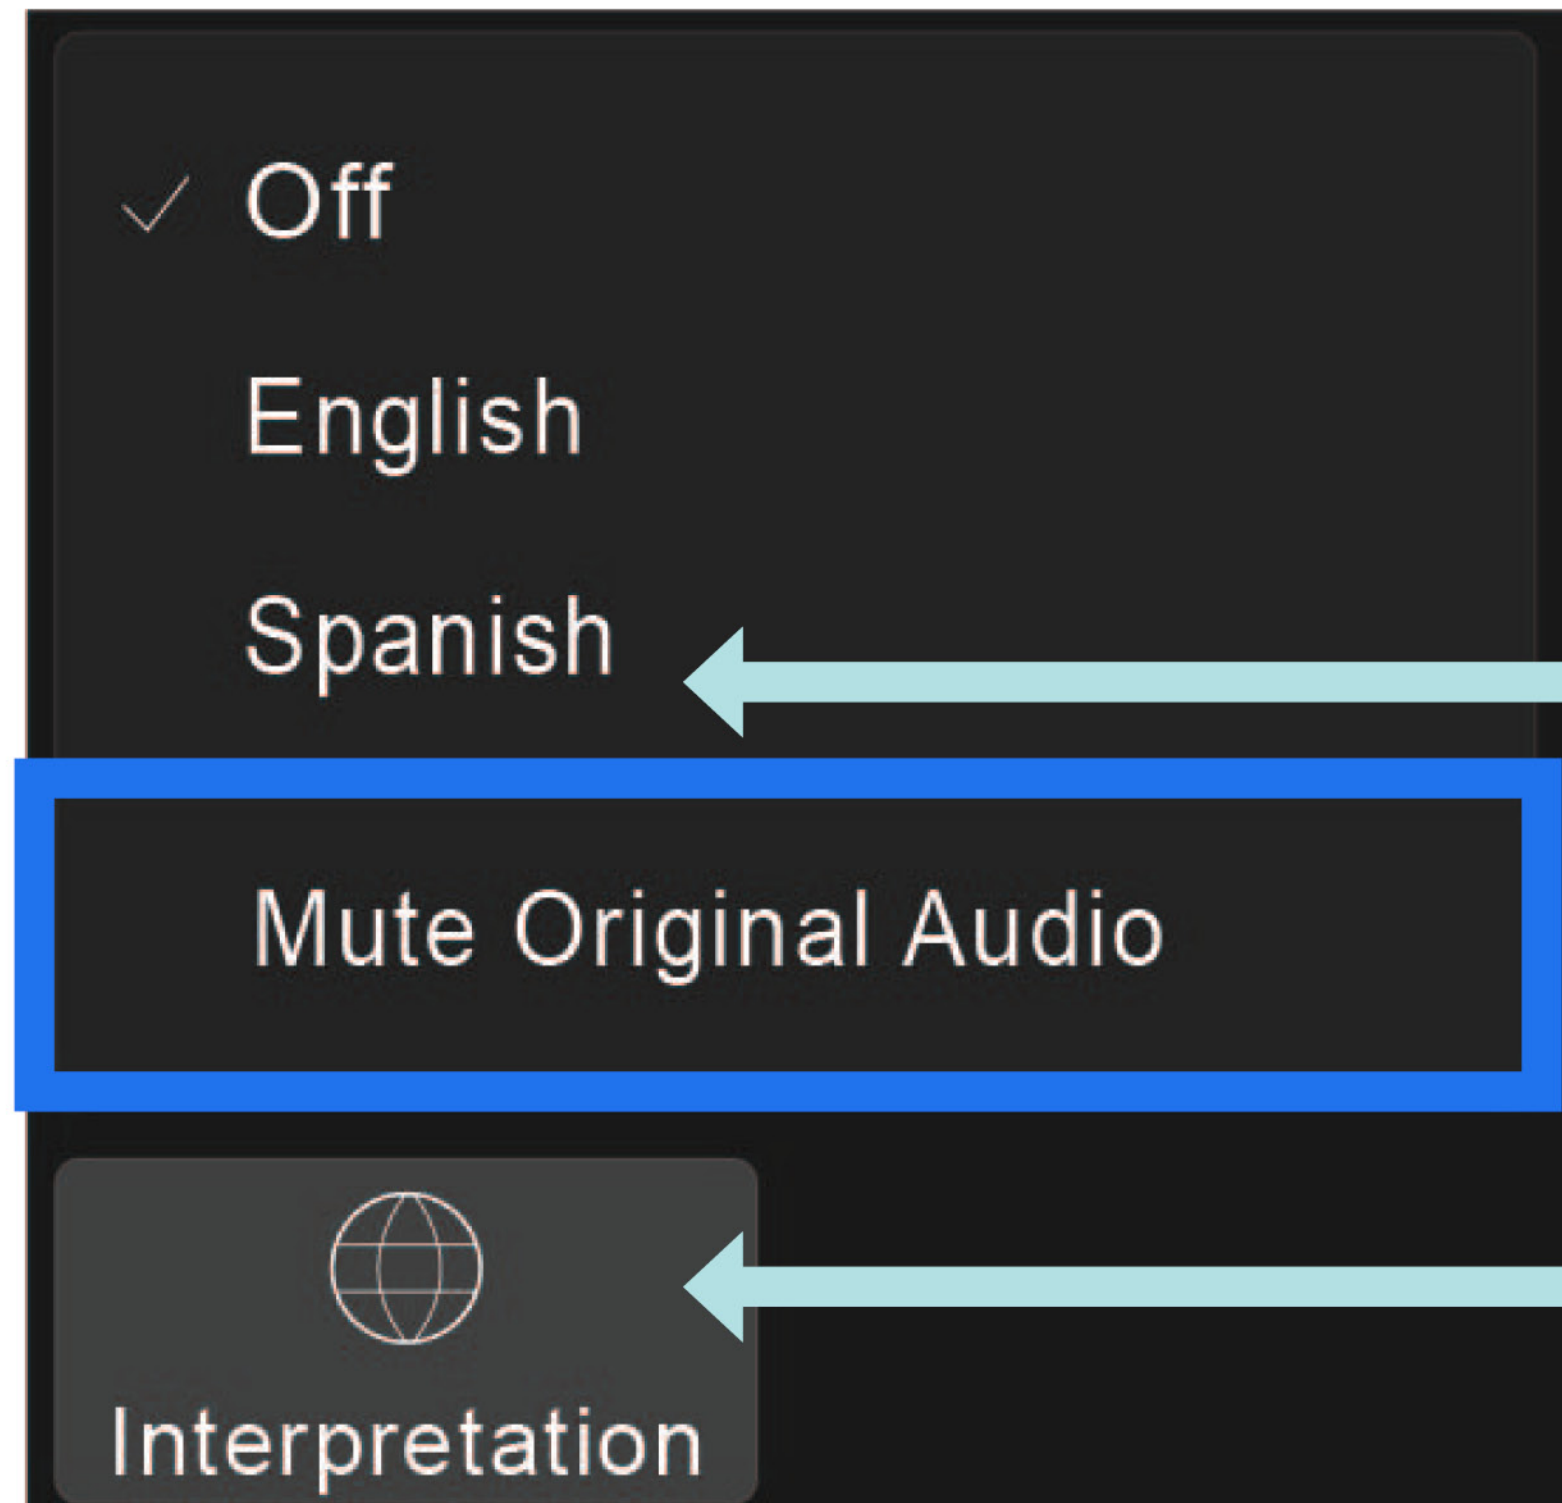 Off
English
Spanish
Mute Original Audio
Interpretation